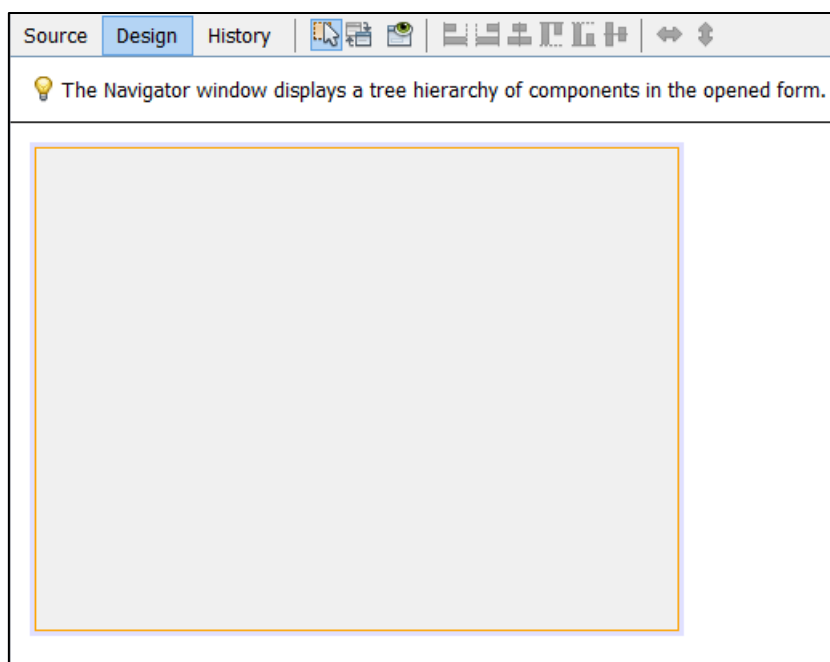 Source Design History
The Navigator window displays a tree hierarchy of components in the opened form.